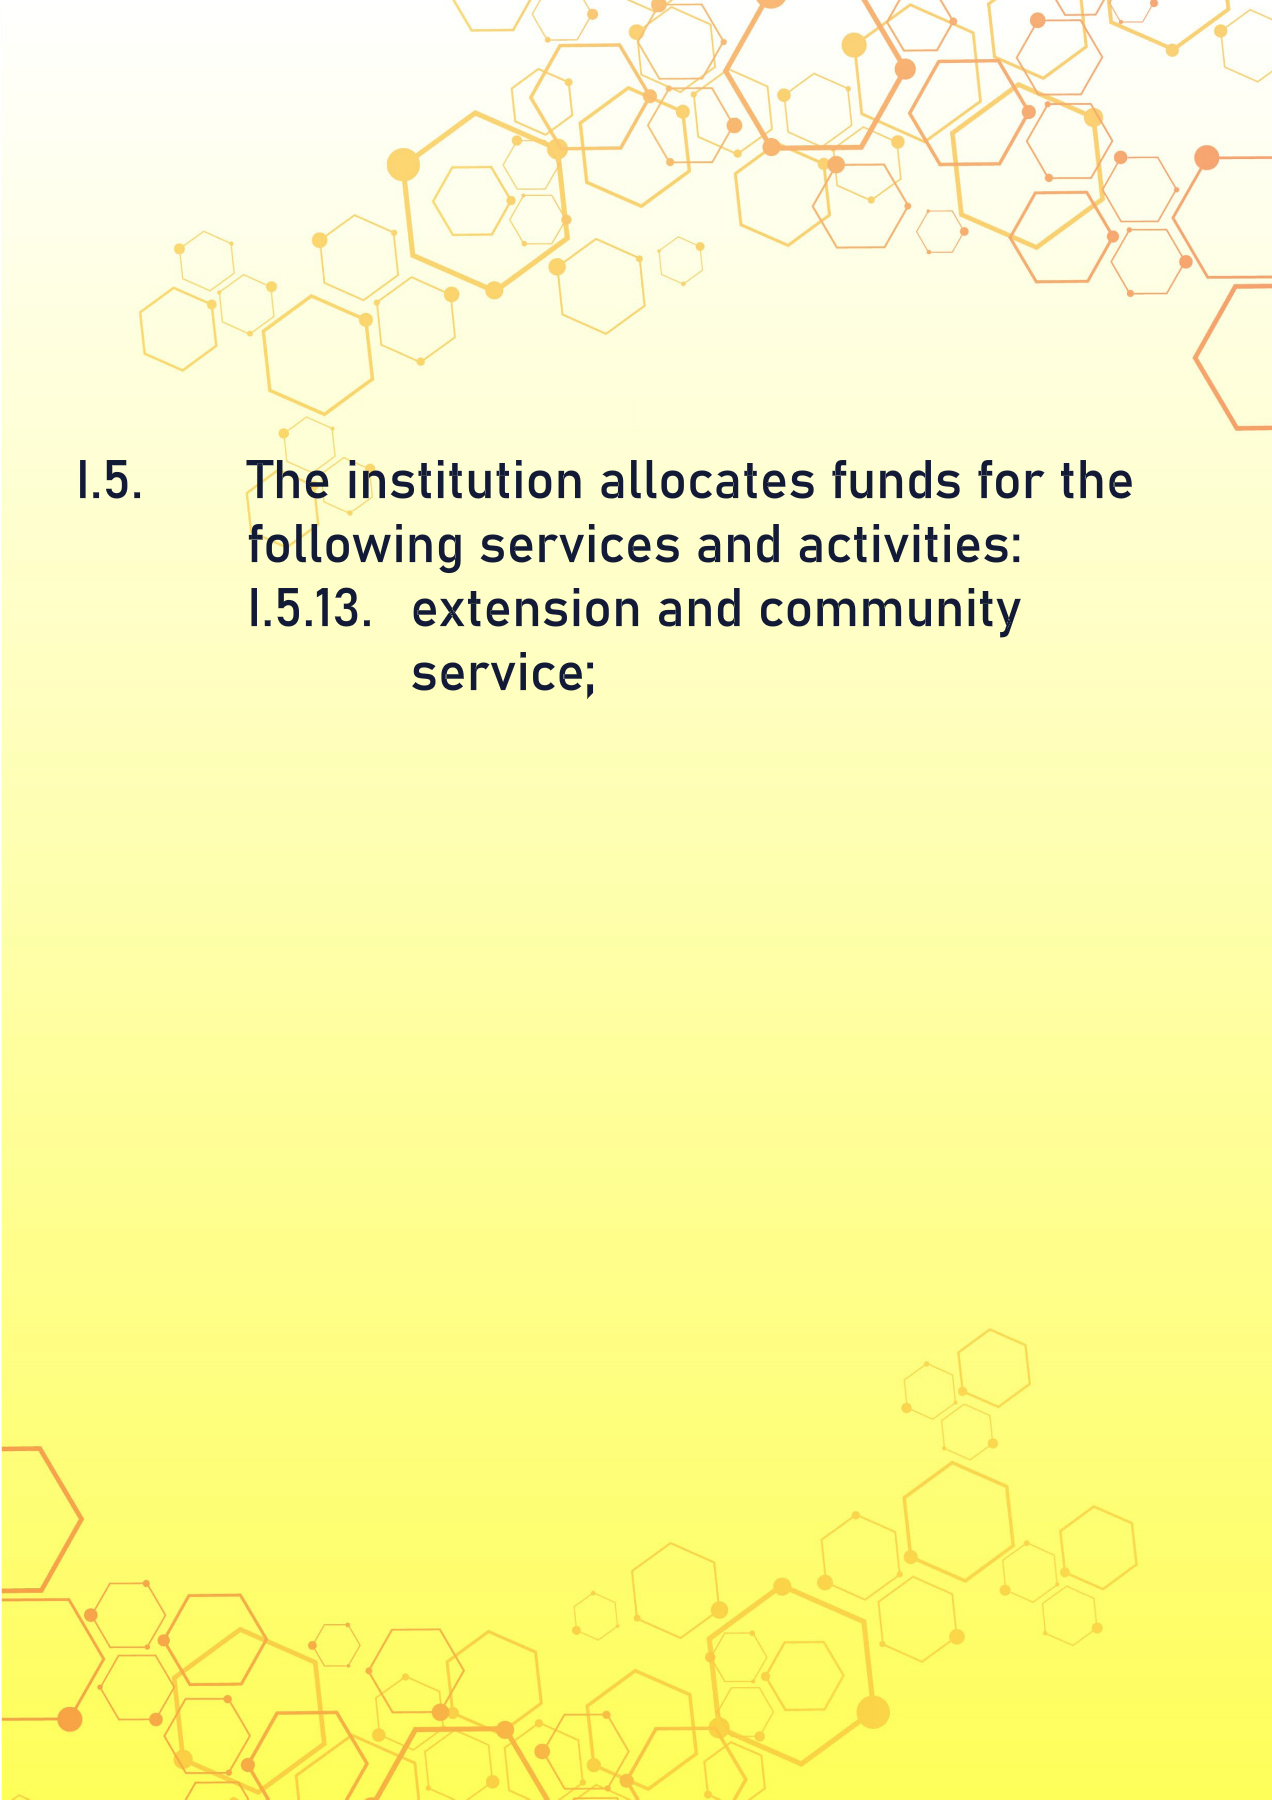 I.5. The institution allocates funds for the
following services and activities:
I.5.13. extension and community
service;